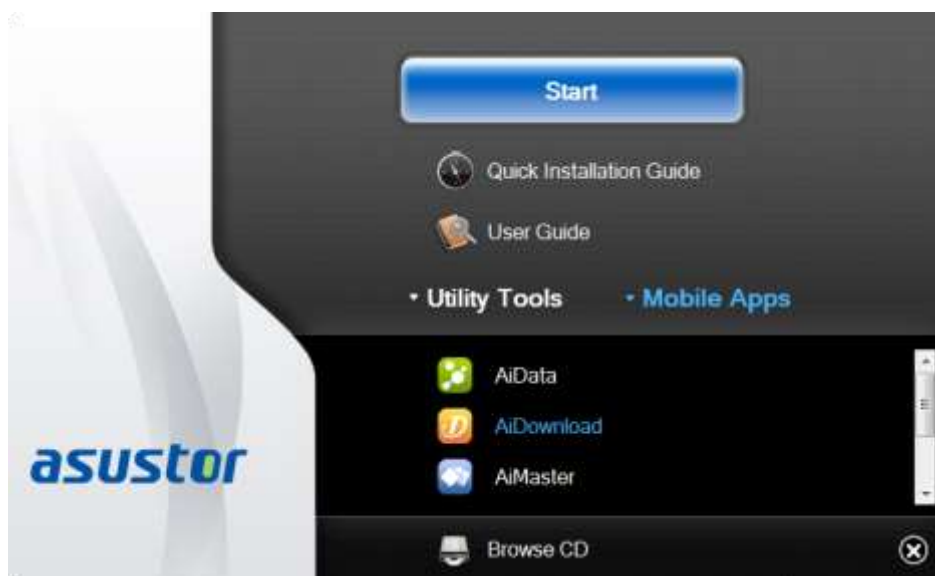 Start
Quick Installation Guide
User Guide
Utility Tools Mobile Apps
AiData
AiDownload
AiMaster
asustor
Browse CD